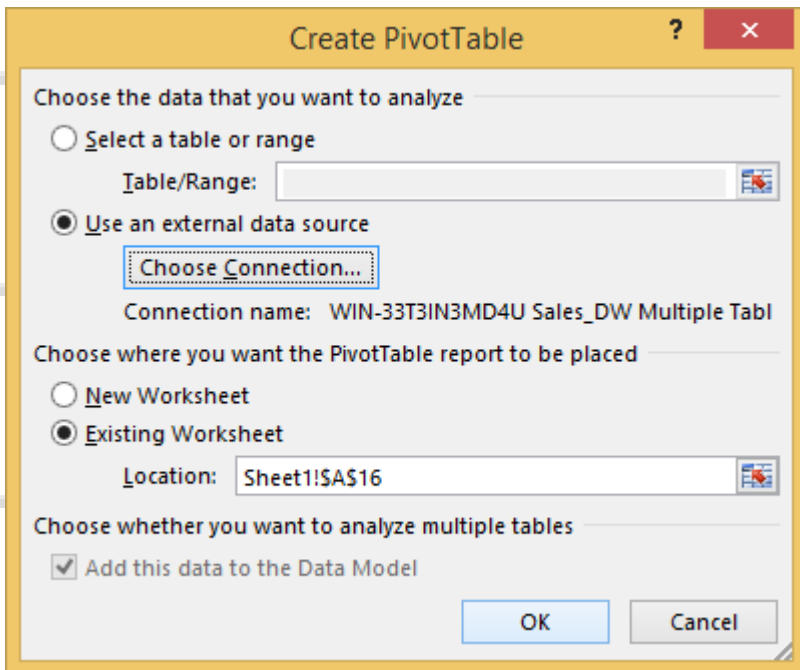 Create PivotTable
?
Choose the data that you want to analyze
Select a table or range
Table/Range:
Use an external data source
Choose Connection...
Connection name: WIN-33T3IN3MD4U Sales_DW Multiple Tabl
Choose where you want the PivotTable report to be placed
New Worksheet
Existing Worksheet
Location: Sheet1!$A$16
Choose whether you want to analyze multiple tables
Add this data to the Data Model
OK Cancel